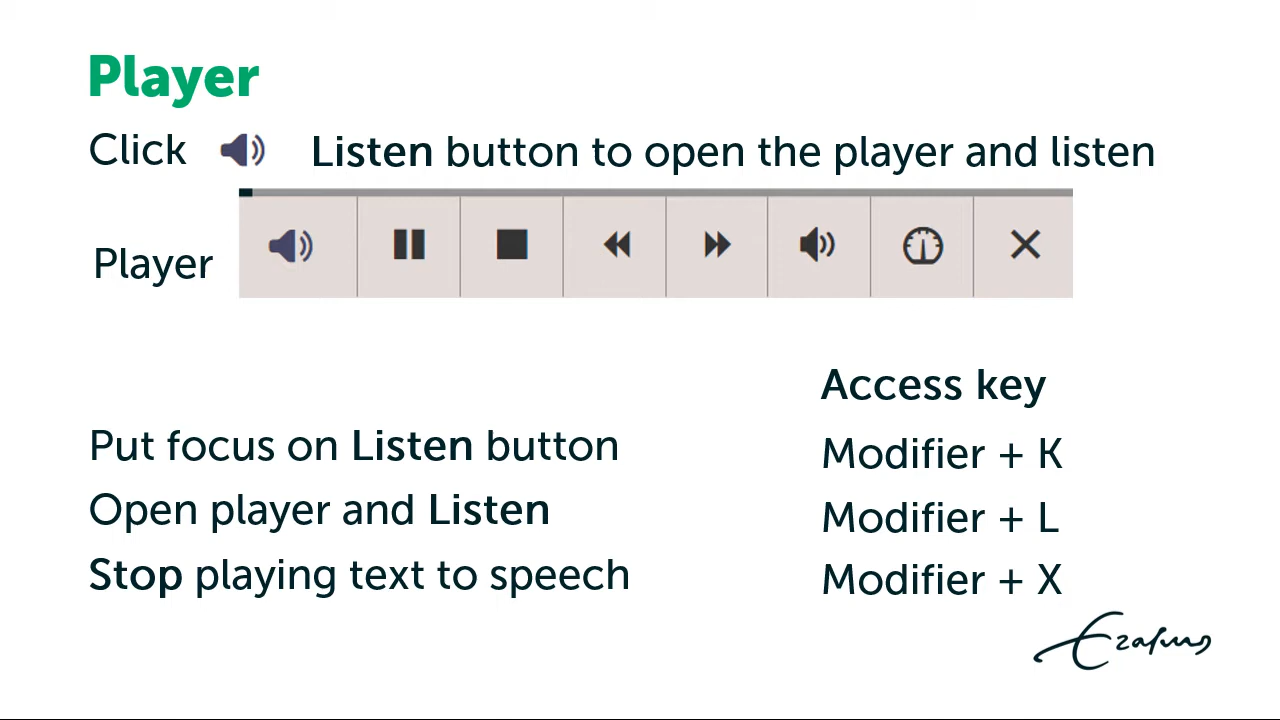 Player
Click Listen button to open the player and listen
Player
Access key
Put focus on Listen button Modifier + K
Open player and Listen Modifier + L
Stop playing text to speech Modifier + X
Erasmus